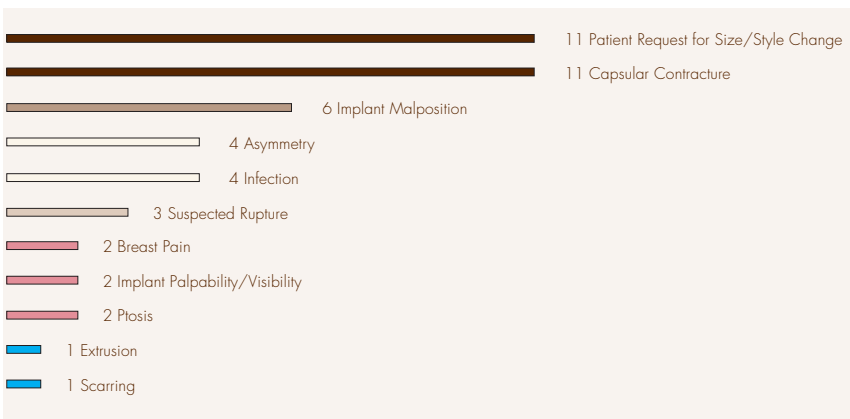 11 Patient Request for Size/Style Change
11 Capsular Contracture
6 Implant Malposition
4 Asymmetry
4 Infection
3 Suspected Rupture
2 Breast Pain
2 Implant Palpability/Visibility
2 Ptosis
1 Extrusion
1 Scarring